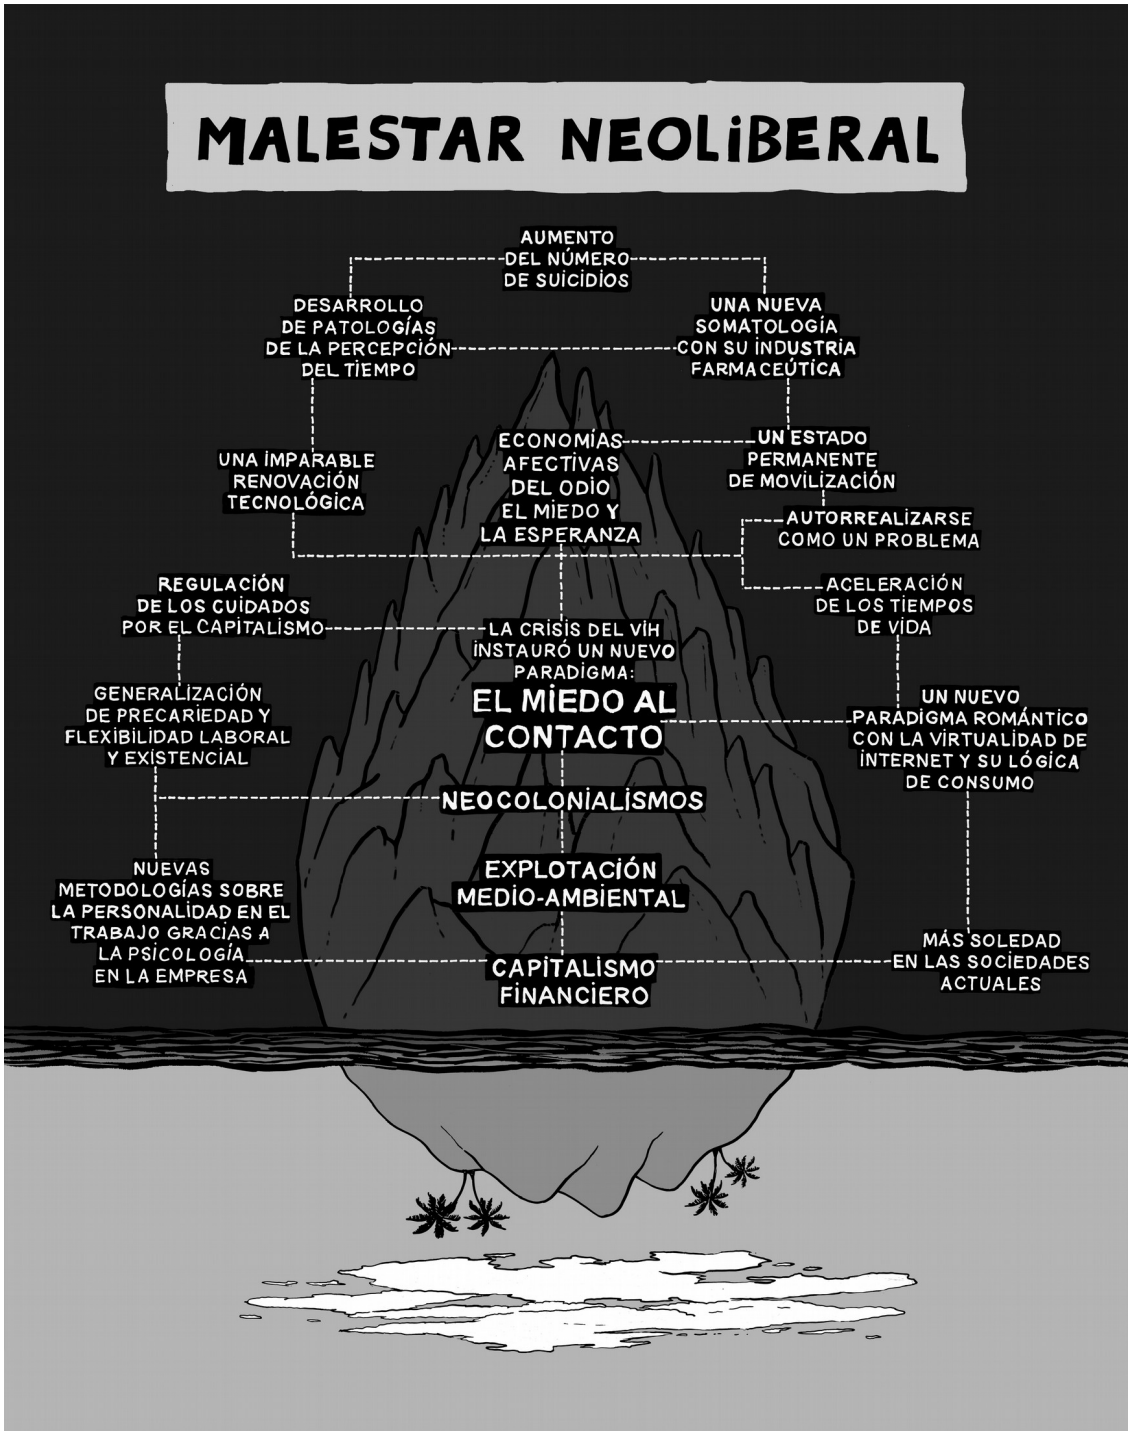 MALESTAR NEOLiBERAL
AUMENTO
DEL NÚMERO
DE SUiCiDiOS
DESARROLLO
DE PATOLOGÍAS
DE LA PERCEPCiÓN
DEL TiEMPO
UNA NUEVA
SOMATOLOGÍA
CON SU iNDUSTRiA
FARMACEÚTiCA
ECONOMÍAS
AFECTiVAS
DEL ODiO
EL MiEDO Y
LA ESPERANZA
UN ESTADO
PERMANENTE
DE MOViLiZACiÓN
UNA iMPARABLE
RENOVACiÓN
TECNOLÓGiCA
AUTORREALiZARSE
COMO UN PROBLEMA
REGULACiÓN
DE LOS CUiDADOS
POR EL CAPiTALiSMO
ACELERACiÓN
DE LOS TiEMPOS
DE ViDA
LA CRiSiS DEL ViH
iNSTAURÓ UN NUEVO
PARADiGMA:
EL MiEDO AL
CONTACTO
GENERALiZACiÓN
DE PRECARiEDAD Y
FLEXiBiLiDAD LABORAL
Y EXiSTENCiAL
UN NUEVO
PARADiGMA ROMÁNTiCO
CON LA ViRTUALiDAD DE
iNTERNET Y SU LÓGiCA
DE CONSUMO
NEOCOLONiALiSMOS
EXPLOTACiÓN
MEDiO-AMBiENTAL
NUEVAS
METODOLOGÍAS SOBRE
LA PERSONALiDAD EN EL
TRABAJO GRACiAS A
LA PSiCOLOGÍA
EN LA EMPRESA
CAPiTALiSMO
FiNANCiERO
MÁS SOLEDAD
EN LAS SOCiEDADES
ACTUALES